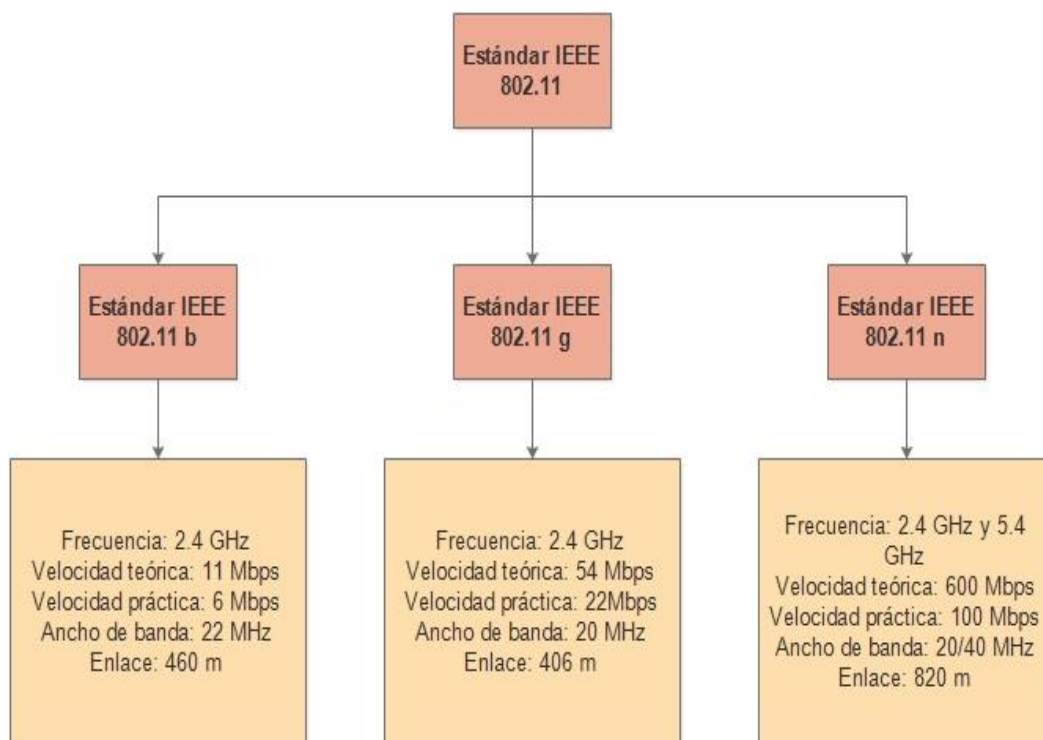 Estándar IEEE
802.11
Estándar IEEE
802.11 b
Estándar IEEE
802.11 g
Estándar IEEE
802.11 n
Frecuencia: 2.4 GHz
Velocidad teórica: 11 Mbps
Velocidad práctica: 6 Mbps
Ancho de banda: 22 MHz
Enlace: 460 m
Frecuencia: 2.4 GHz
Velocidad teórica: 54 Mbps
Velocidad práctica: 22Mbps
Ancho de banda: 20 MHz
Enlace: 406 m
Frecuencia: 2.4 GHz y 5.4
GHz
Velocidad teórica: 600 Mbps
Velocidad práctica: 100 Mbps
Ancho de banda: 20/40 MHz
Enlace: 820 m